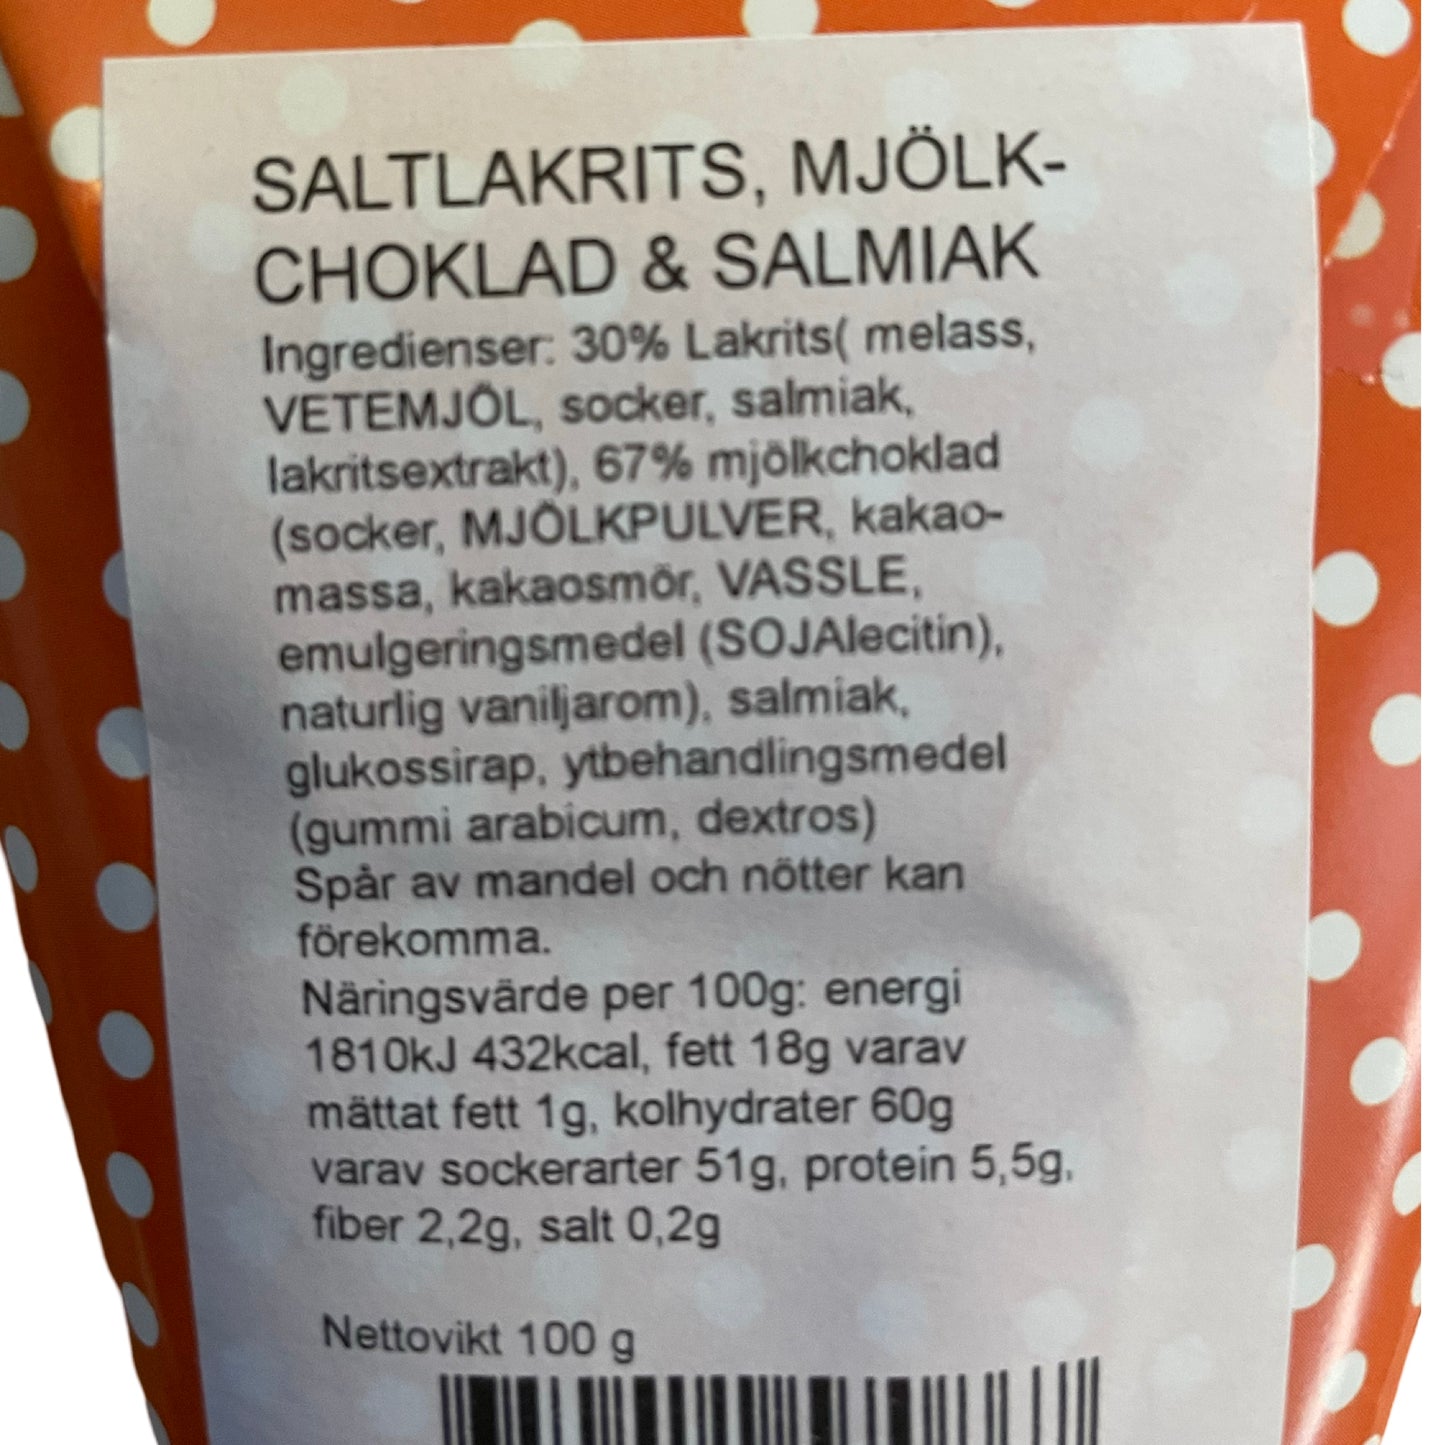 SALTLAKRITS, MJÖLK-
CHOKLAD & SALMIAK
Ingredienser: 30% Lakrits( melass,
VETEMJÖL, socker, salmiak,
lakritsextrakt), 67% mjölkchoklad
(socker, MJÖLKPULVER, kakao-
massa, kakaosmör, VASSLE,
emulgeringsmedel (SOJAlecitin),
naturlig vaniljarom), salmiak,
glukossirap, ytbehandlingsmedel
(gummi arabicum, dextros)
Spår av mandel och nötter kan
förekomma.
Näringsvärde per 100g: energi
1810kJ 432kcal, fett 18g varav
mättat fett 1g, kolhydrater 60g
varav sockerarter 51g, protein 5,5g,
fiber 2,2g, salt 0,2g
Nettovikt 100 g